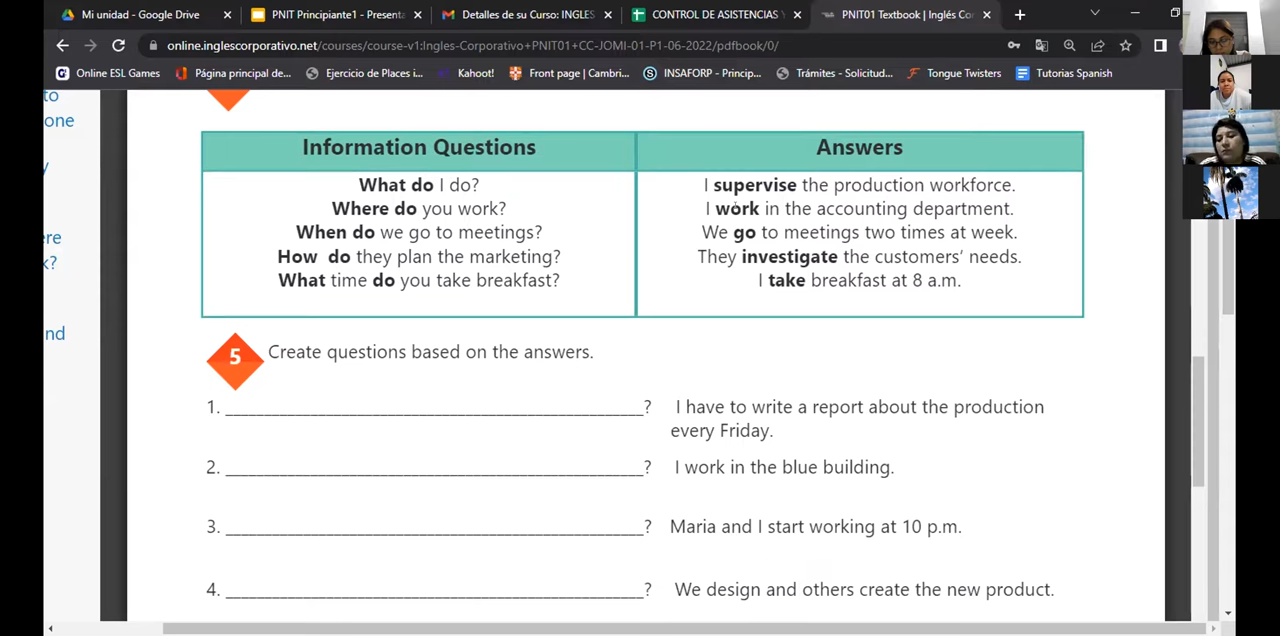 Mi unidad - Google Drive
PNIT Principiante1 - Presenta
Detalles de su Curso: INGLES
CONTROL DE ASISTENCIAS
PNIT01 Textbook | Inglés Cor
online.inglescorporativo.net/courses/course-v1:Ingles-Corporativo+PNIT01+CC-JOMI-01-P1-06-2022/pdfbook/0/
Online ESL Games
Página principal de...
Ejercicio de Places i...
Kahoot!
Front page | Cambri...
INSAFORP - Princip...
Trámites - Solicitud...
Tongue Twisters
Tutorias Spanish
to
one
y
ere
k?
nd
Information Questions
Answers
What do I do?
I supervise the production workforce.
Where do you work?
I work in the accounting department.
When do we go to meetings?
We go to meetings two times at week.
How do they plan the marketing?
They investigate the customers' needs.
What time do you take breakfast?
I take breakfast at 8 a.m.
5 Create questions based on the answers.
1. ? I have to write a report about the production
every Friday.
2. ? I work in the blue building.
3. ? Maria and I start working at 10 p.m.
4. ? We design and others create the new product.